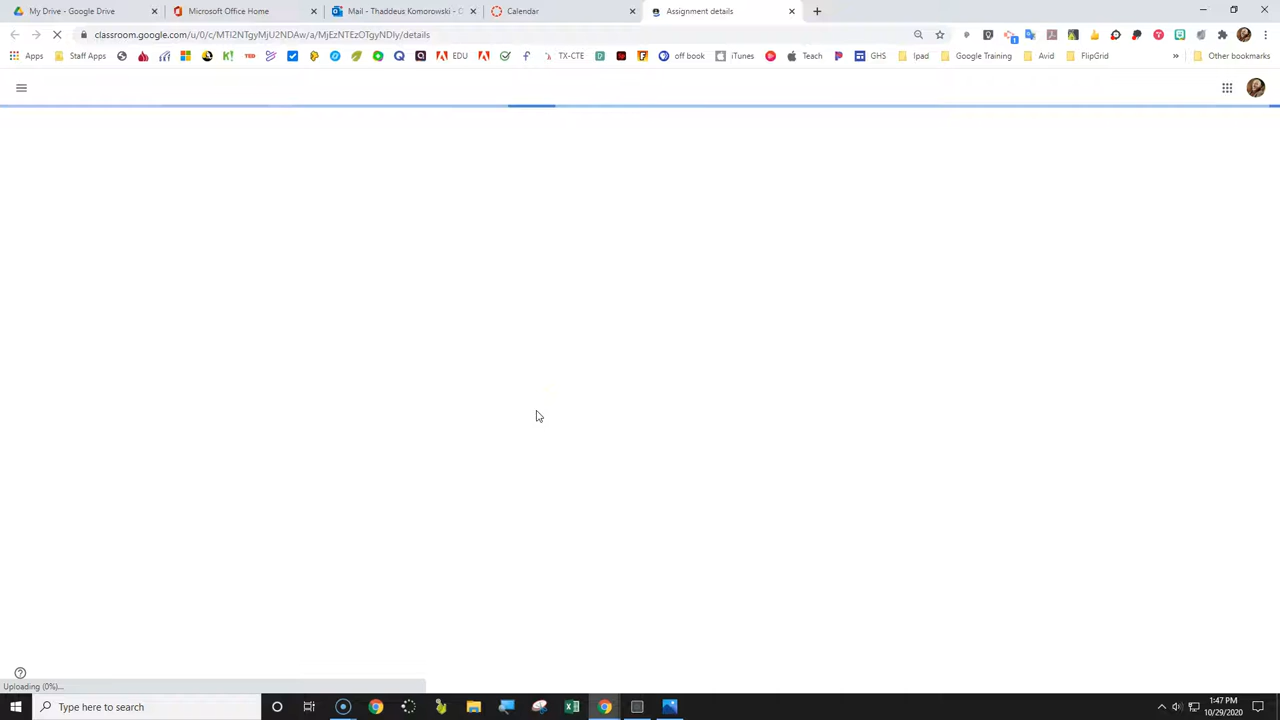 My Drive - Google Drive
Microsoft Office Home
Mail - Thaddeus Komorowski - O
Calendar
Assignment details
classroom.google.com/u/0/c/MTI2NTgyMjU2NDAw/a/MjEzNTEzOTgyNDIy/details
Apps
Staff Apps
TED
K!
EDU
TX-CTE
off book
iTunes
Teach
GHS
Ipad
Google Training
Avid
FlipGrid
»
Other bookmarks
Uploading (0%)...
Type here to search
1:47 PM
10/29/2020